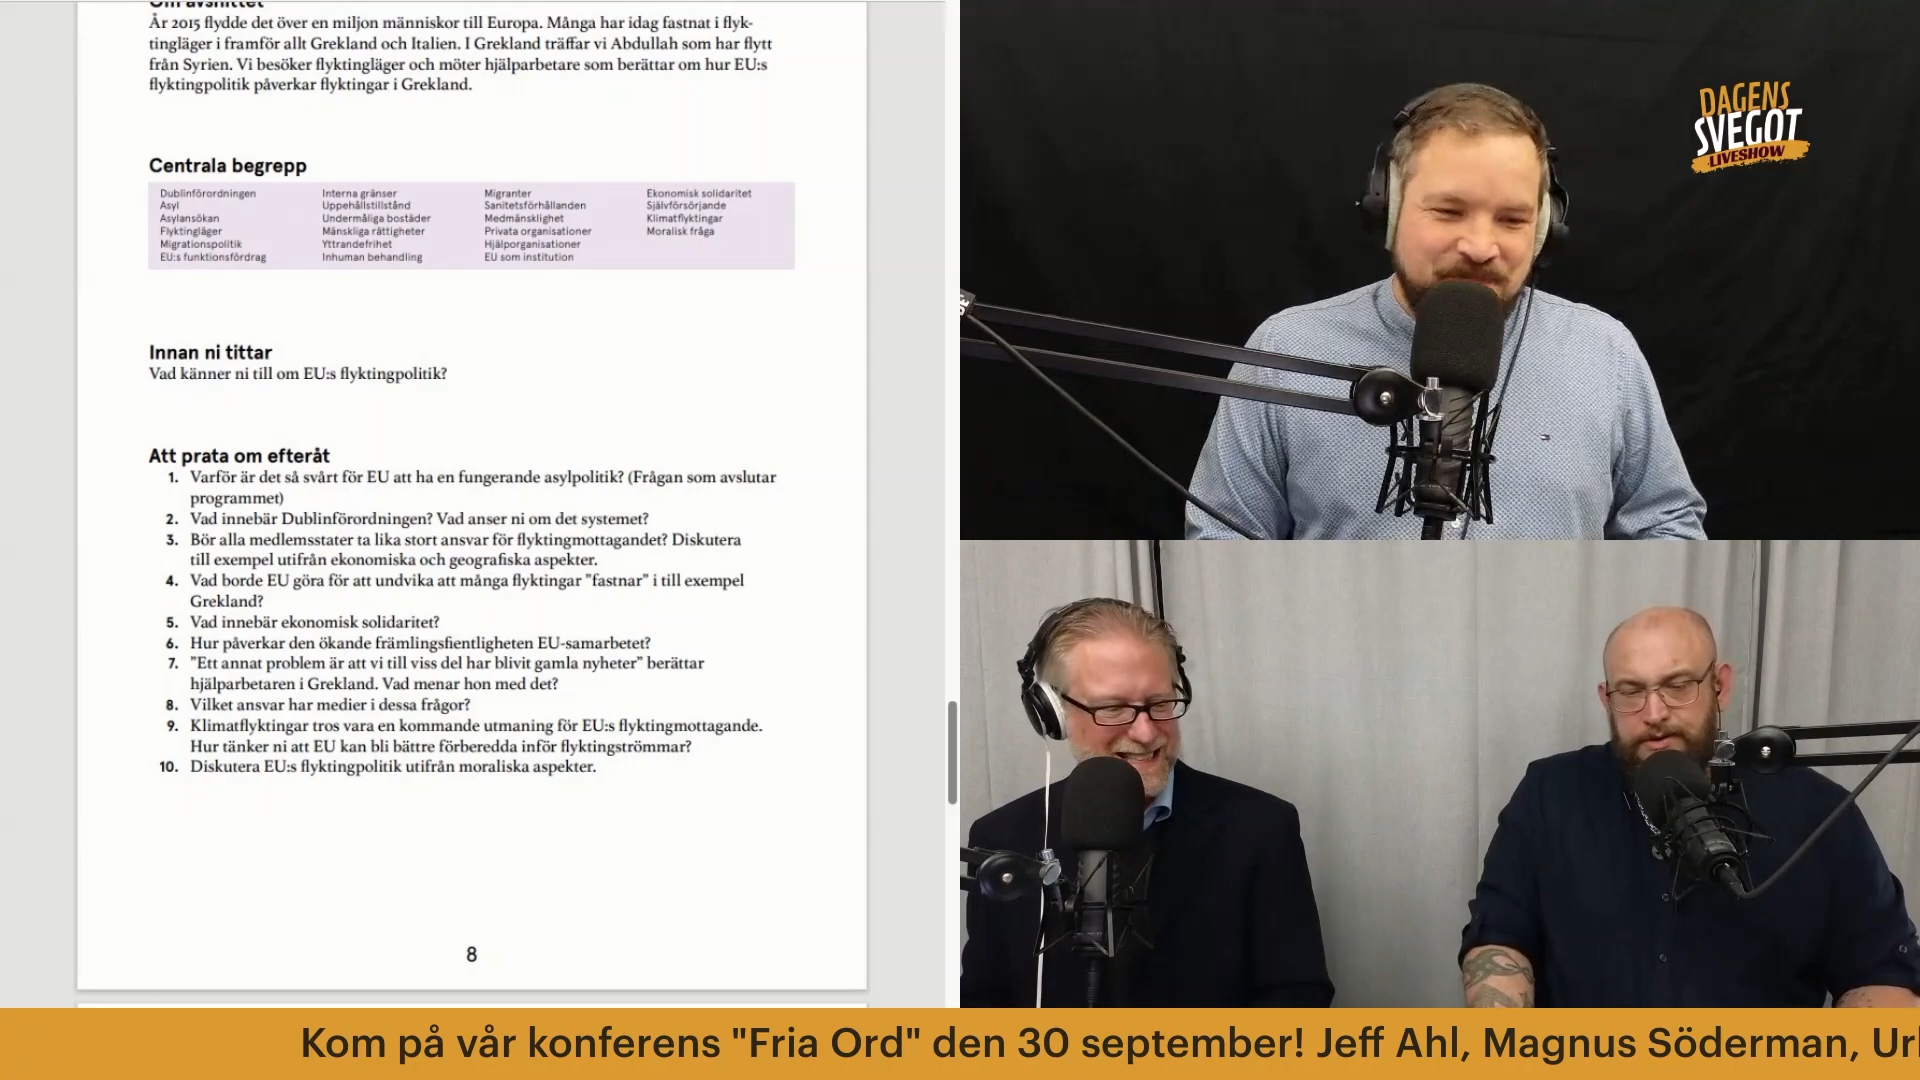 Om avsnittet
År 2015 flydde det över en miljon människor till Europa. Många har idag fastnat i flyk-
tingläger i framför allt Grekland och Italien. I Grekland träffar vi Abdullah som har flytt
från Syrien. Vi besöker flyktingläger och möter hjälparbetare som berättar om hur EU:s
flyktingpolitik påverkar flyktingar i Grekland.
Centrala begrepp
Dublinförordningen
Asyl
Asylansökan
Flyktingläger
Migrationspolitik
EU:s funktionsfördrag
Interna gränser
Uppehållstillstånd
Undermåliga bostäder
Mänskliga rättigheter
Yttrandefrihet
Inhuman behandling
Migranter
Sanitetsförhållanden
Medmänsklighet
Privata organisationer
Hjälporganisationer
EU som institution
Ekonomisk solidaritet
Självförsörjande
Klimatflyktingar
Moralisk fråga
Innan ni tittar
Vad känner ni till om EU:s flyktingpolitik?
Att prata om efteråt
1. Varför är det så svårt för EU att ha en fungerande asylpolitik? (Frågan som avslutar
programmet)
2. Vad innebär Dublinförordningen? Vad anser ni om det systemet?
3. Bör alla medlemsstater ta lika stort ansvar för flyktingmottagandet? Diskutera
till exempel utifrån ekonomiska och geografiska aspekter.
4. Vad borde EU göra för att undvika att många flyktingar ”fastnar” i till exempel
Grekland?
5. Vad innebär ekonomisk solidaritet?
6. Hur påverkar den ökande främlingsfientligheten EU-samarbetet?
7. ”Ett annat problem är att vi till viss del har blivit gamla nyheter” berättar
hjälparbetaren i Grekland. Vad menar hon med det?
8. Vilket ansvar har medier i dessa frågor?
9. Klimatflyktingar tros vara en kommande utmaning för EU:s flyktingmottagande.
Hur tänker ni att EU kan bli bättre förberedda inför flyktingströmmar?
10. Diskutera EU:s flyktingpolitik utifrån moraliska aspekter.
8
DAGENS
SVEGOT
LIVESHOW
Kom på vår konferens "Fria Ord" den 30 september! Jeff Ahl, Magnus Söderman,